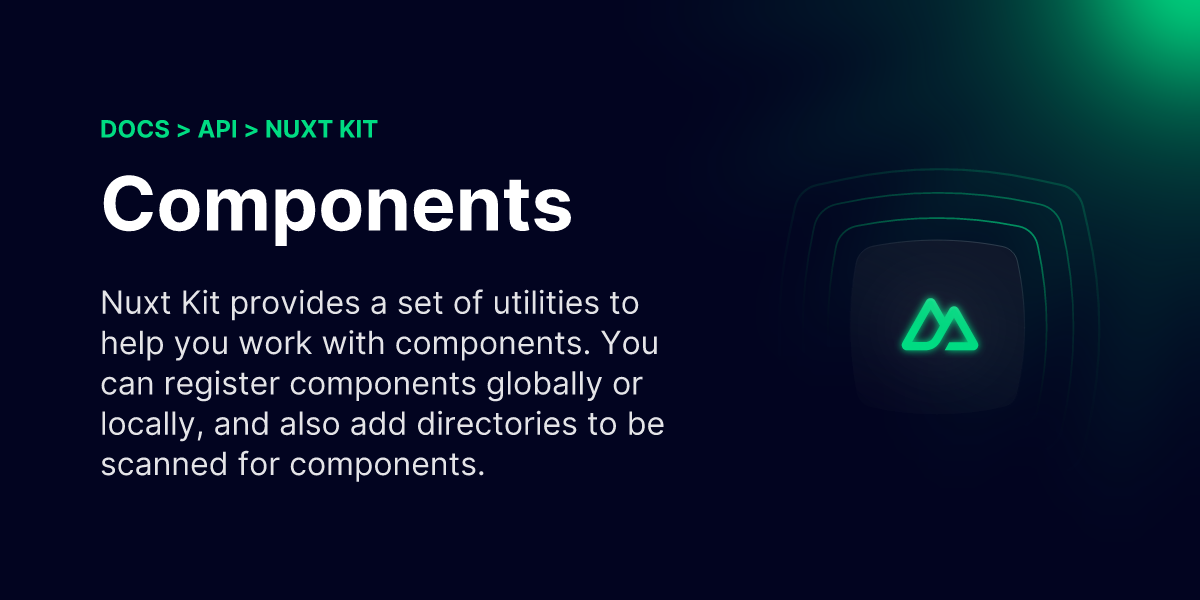 DOCS > API > NUXT KIT
Components
Nuxt Kit provides a set of utilities to
help you work with components. You
can register components globally or
locally, and also add directories to be
scanned for components.